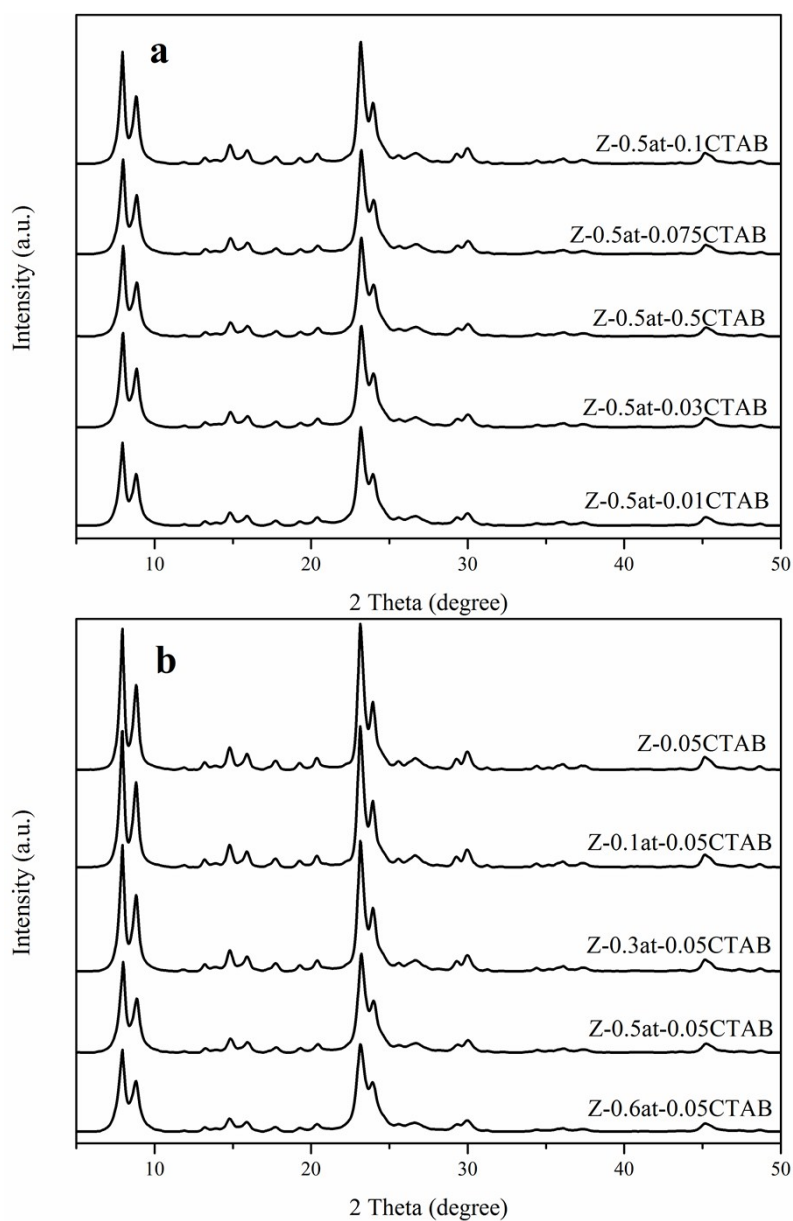 a
Z-0.5at-0.1CTAB
Z-0.5at-0.075CTAB
Z-0.5at-0.5CTAB
Z-0.5at-0.03CTAB
Z-0.5at-0.01CTAB
Intensity (a.u.)
10 20 30 40 50
2 Theta (degree)
b
Z-0.05CTAB
Z-0.1at-0.05CTAB
Z-0.3at-0.05CTAB
Z-0.5at-0.05CTAB
Z-0.6at-0.05CTAB
Intensity (a.u.)
10 20 30 40 50
2 Theta (degree)